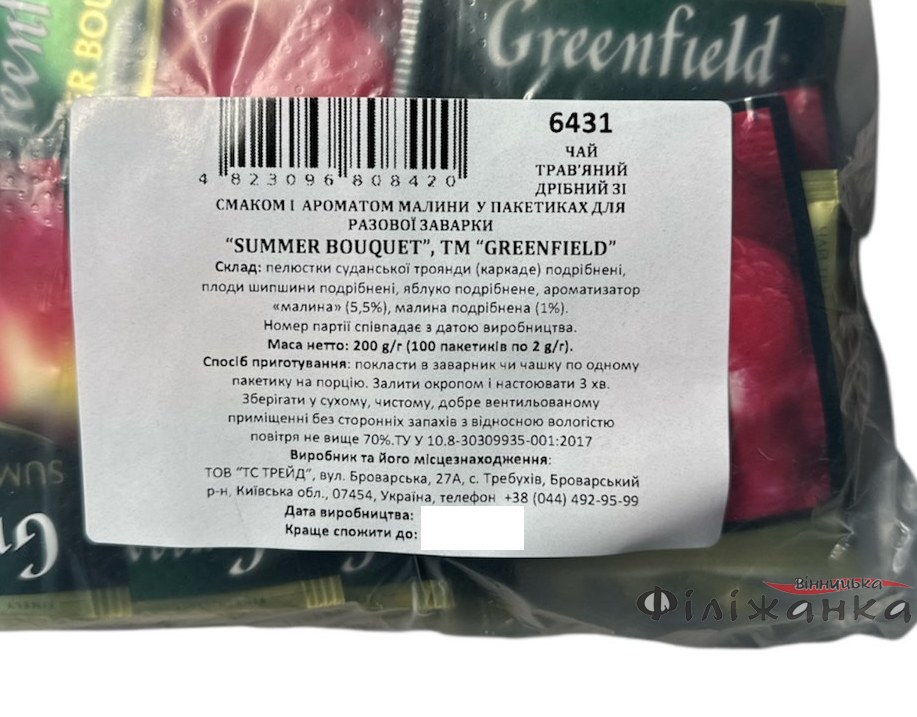 Greenfield
6431
ЧАЙ
ТРАВ'ЯНИЙ
ДРІБНИЙ ЗІ
4 823096 808420
СМАКОМ І АРОМАТОМ МАЛИНИ У ПАКЕТИКАХ ДЛЯ
РАЗОВОЇ ЗАВАРКИ
“SUMMER BOUQUET”, ТМ “GREENFIELD”
Склад: пелюстки суданської троянди (каркаде) подрібнені,
плоди шипшини подрібнені, яблуко подрібнене, ароматизатор
«малина» (5,5%), малина подрібнена (1%).
Номер партії співпадає з датою виробництва.
Маса нетто: 200 g/г (100 пакетиків по 2 g/г).
Спосіб приготування: покласти в заварник чи чашку по одному
пакетику на порцію. Залити окропом і настоювати 3 хв.
Зберігати у сухому, чистому, добре вентильованому
приміщенні без сторонніх запахів з відносною вологістю
повітря не вище 70%.ТУ У 10.8-30309935-001:2017
Виробник та його місцезнаходження:
ТОВ “ТС ТРЕЙД”, вул. Броварська, 27А, с. Требухів, Броварський
р-н, Київська обл., 07454, Україна, телефон +38 (044) 492-95-99
Дата виробництва:
Краще спожити до:
Вінницька
Філіжанка